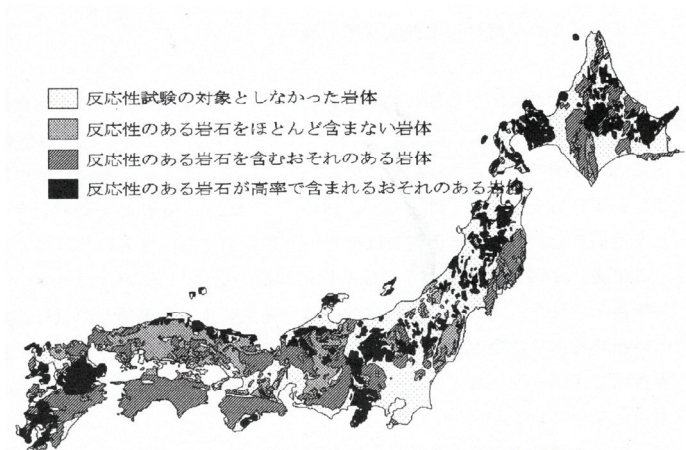 反応性試験の対象としなかった岩体
反応性のある岩石をほとんど含まない岩体
反応性のある岩石を含むおそれのある岩体
反応性のある岩石が高率で含まれるおそれのある岩体